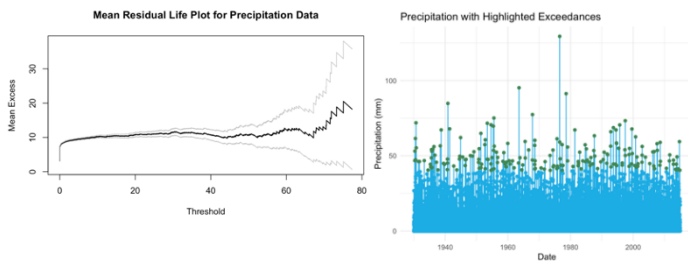 Mean Residual Life Plot for Precipitation Data
Mean Excess
30
20
10
0
0
20
40
60
80
Threshold
Precipitation with Highlighted Exceedances
Precipitation (mm)
100
50
0
1940
1960
1980
2000
Date